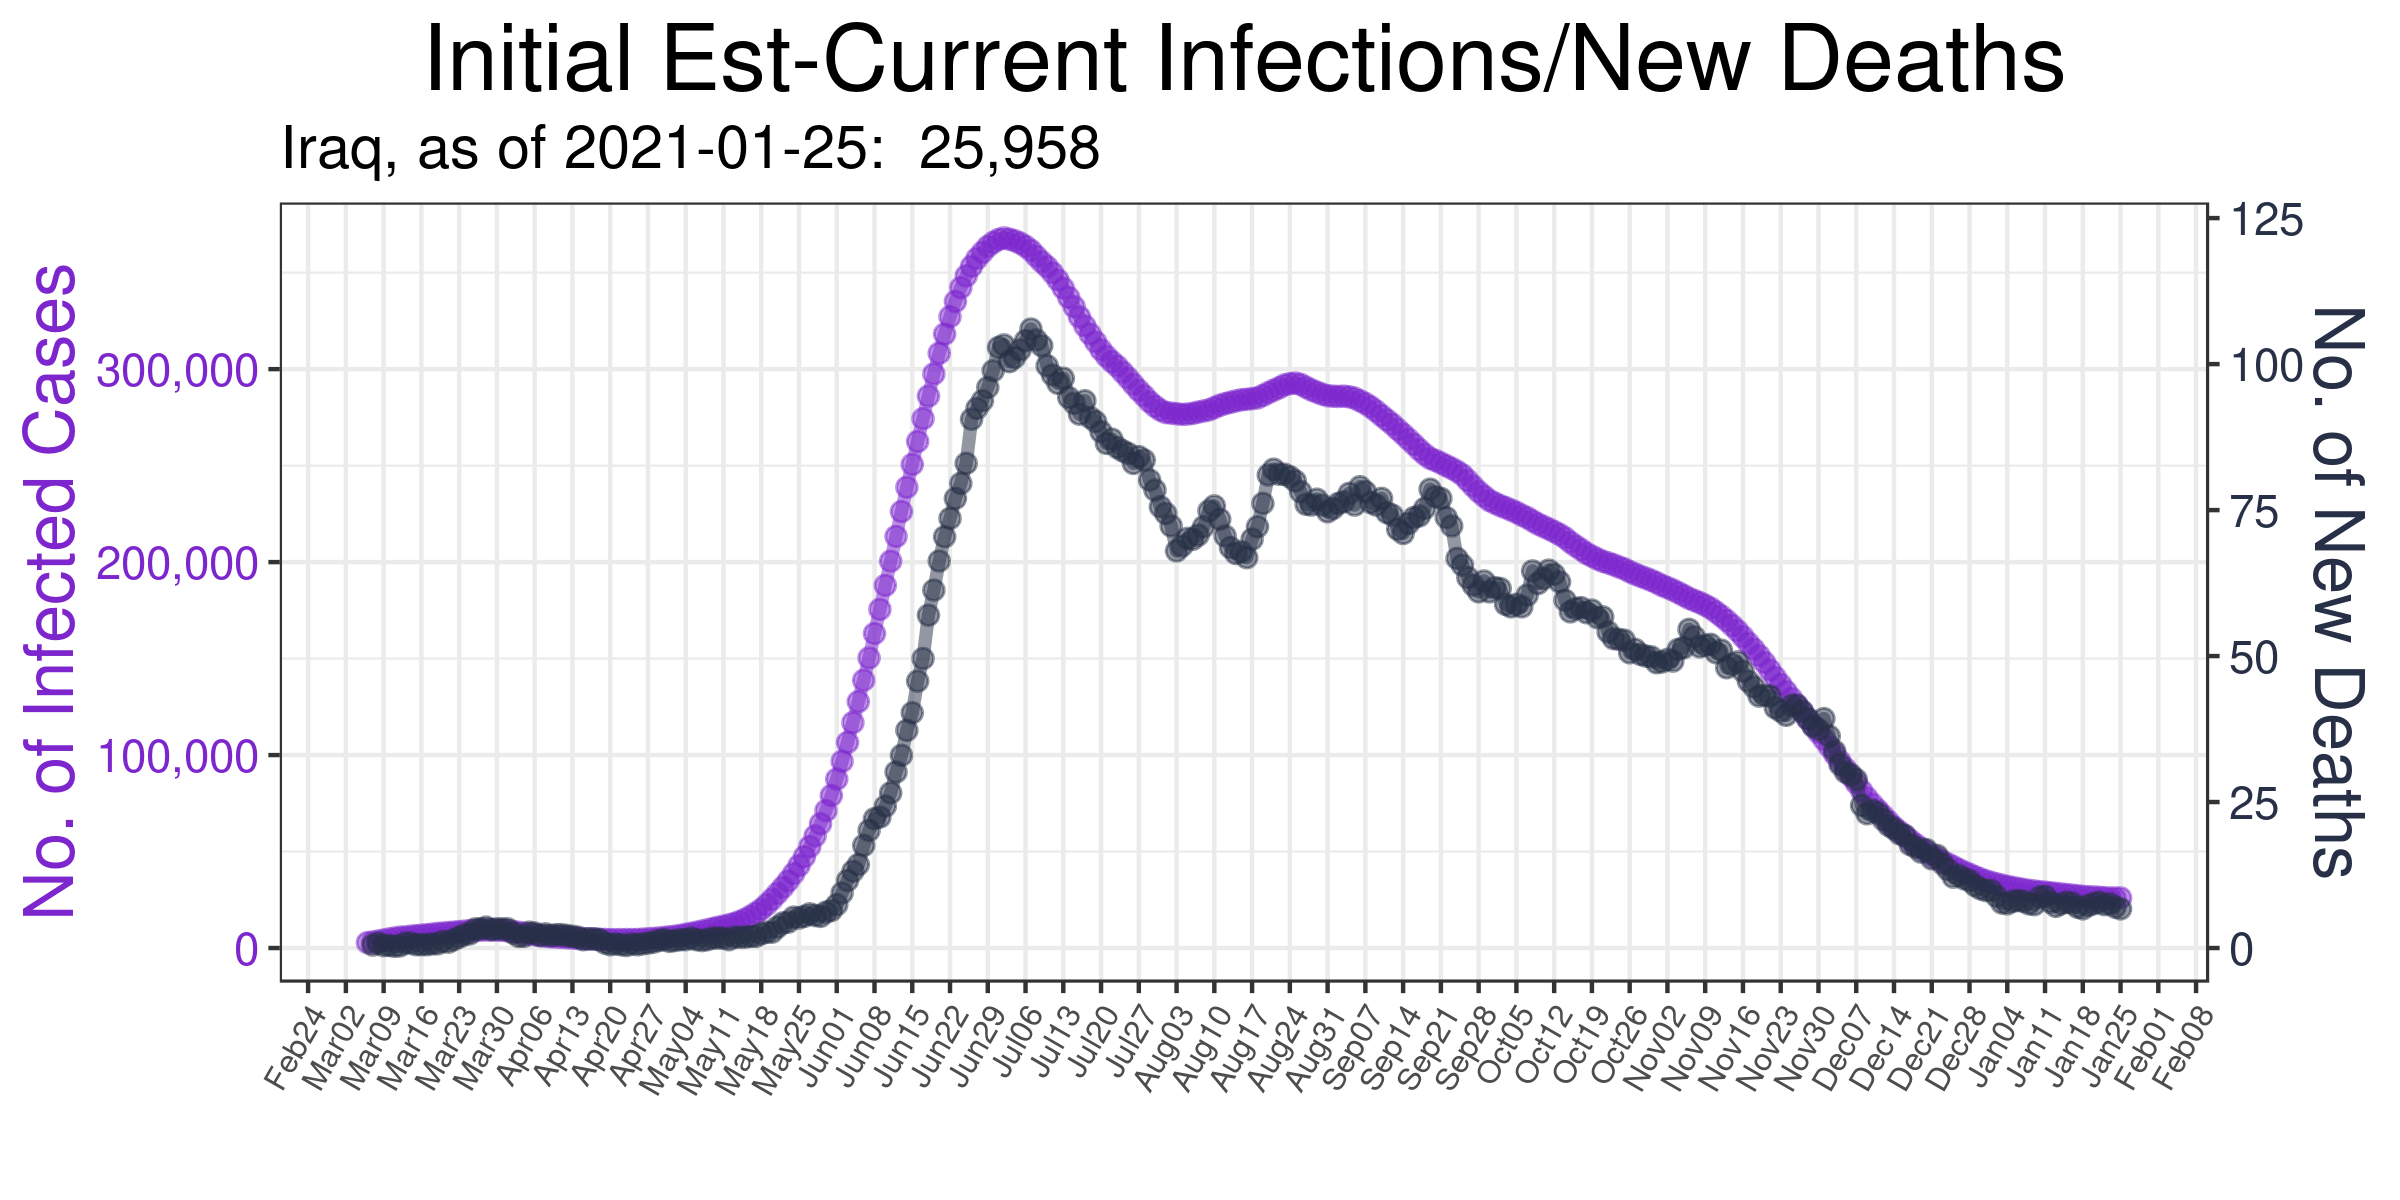 Initial Est-Current Infections/New Deaths
Iraq, as of 2021-01-25: 25,958
No. of Infected Cases
300,000
200,000
100,000
0
125
100
75
50
25
0
No. of New Deaths
Feb24
Mar02
Mar09
Mar16
Mar23
Mar30
Apr06
Apr13
Apr20
Apr27
May04
May11
May18
May25
Jun01
Jun08
Jun15
Jun22
Jun29
Jul06
Jul13
Jul20
Jul27
Aug03
Aug10
Aug17
Aug24
Aug31
Sep07
Sep14
Sep21
Sep28
Oct05
Oct12
Oct19
Oct26
Nov02
Nov09
Nov16
Nov23
Nov30
Dec07
Dec14
Dec21
Dec28
Jan04
Jan11
Jan18
Jan25
Feb01
Feb08